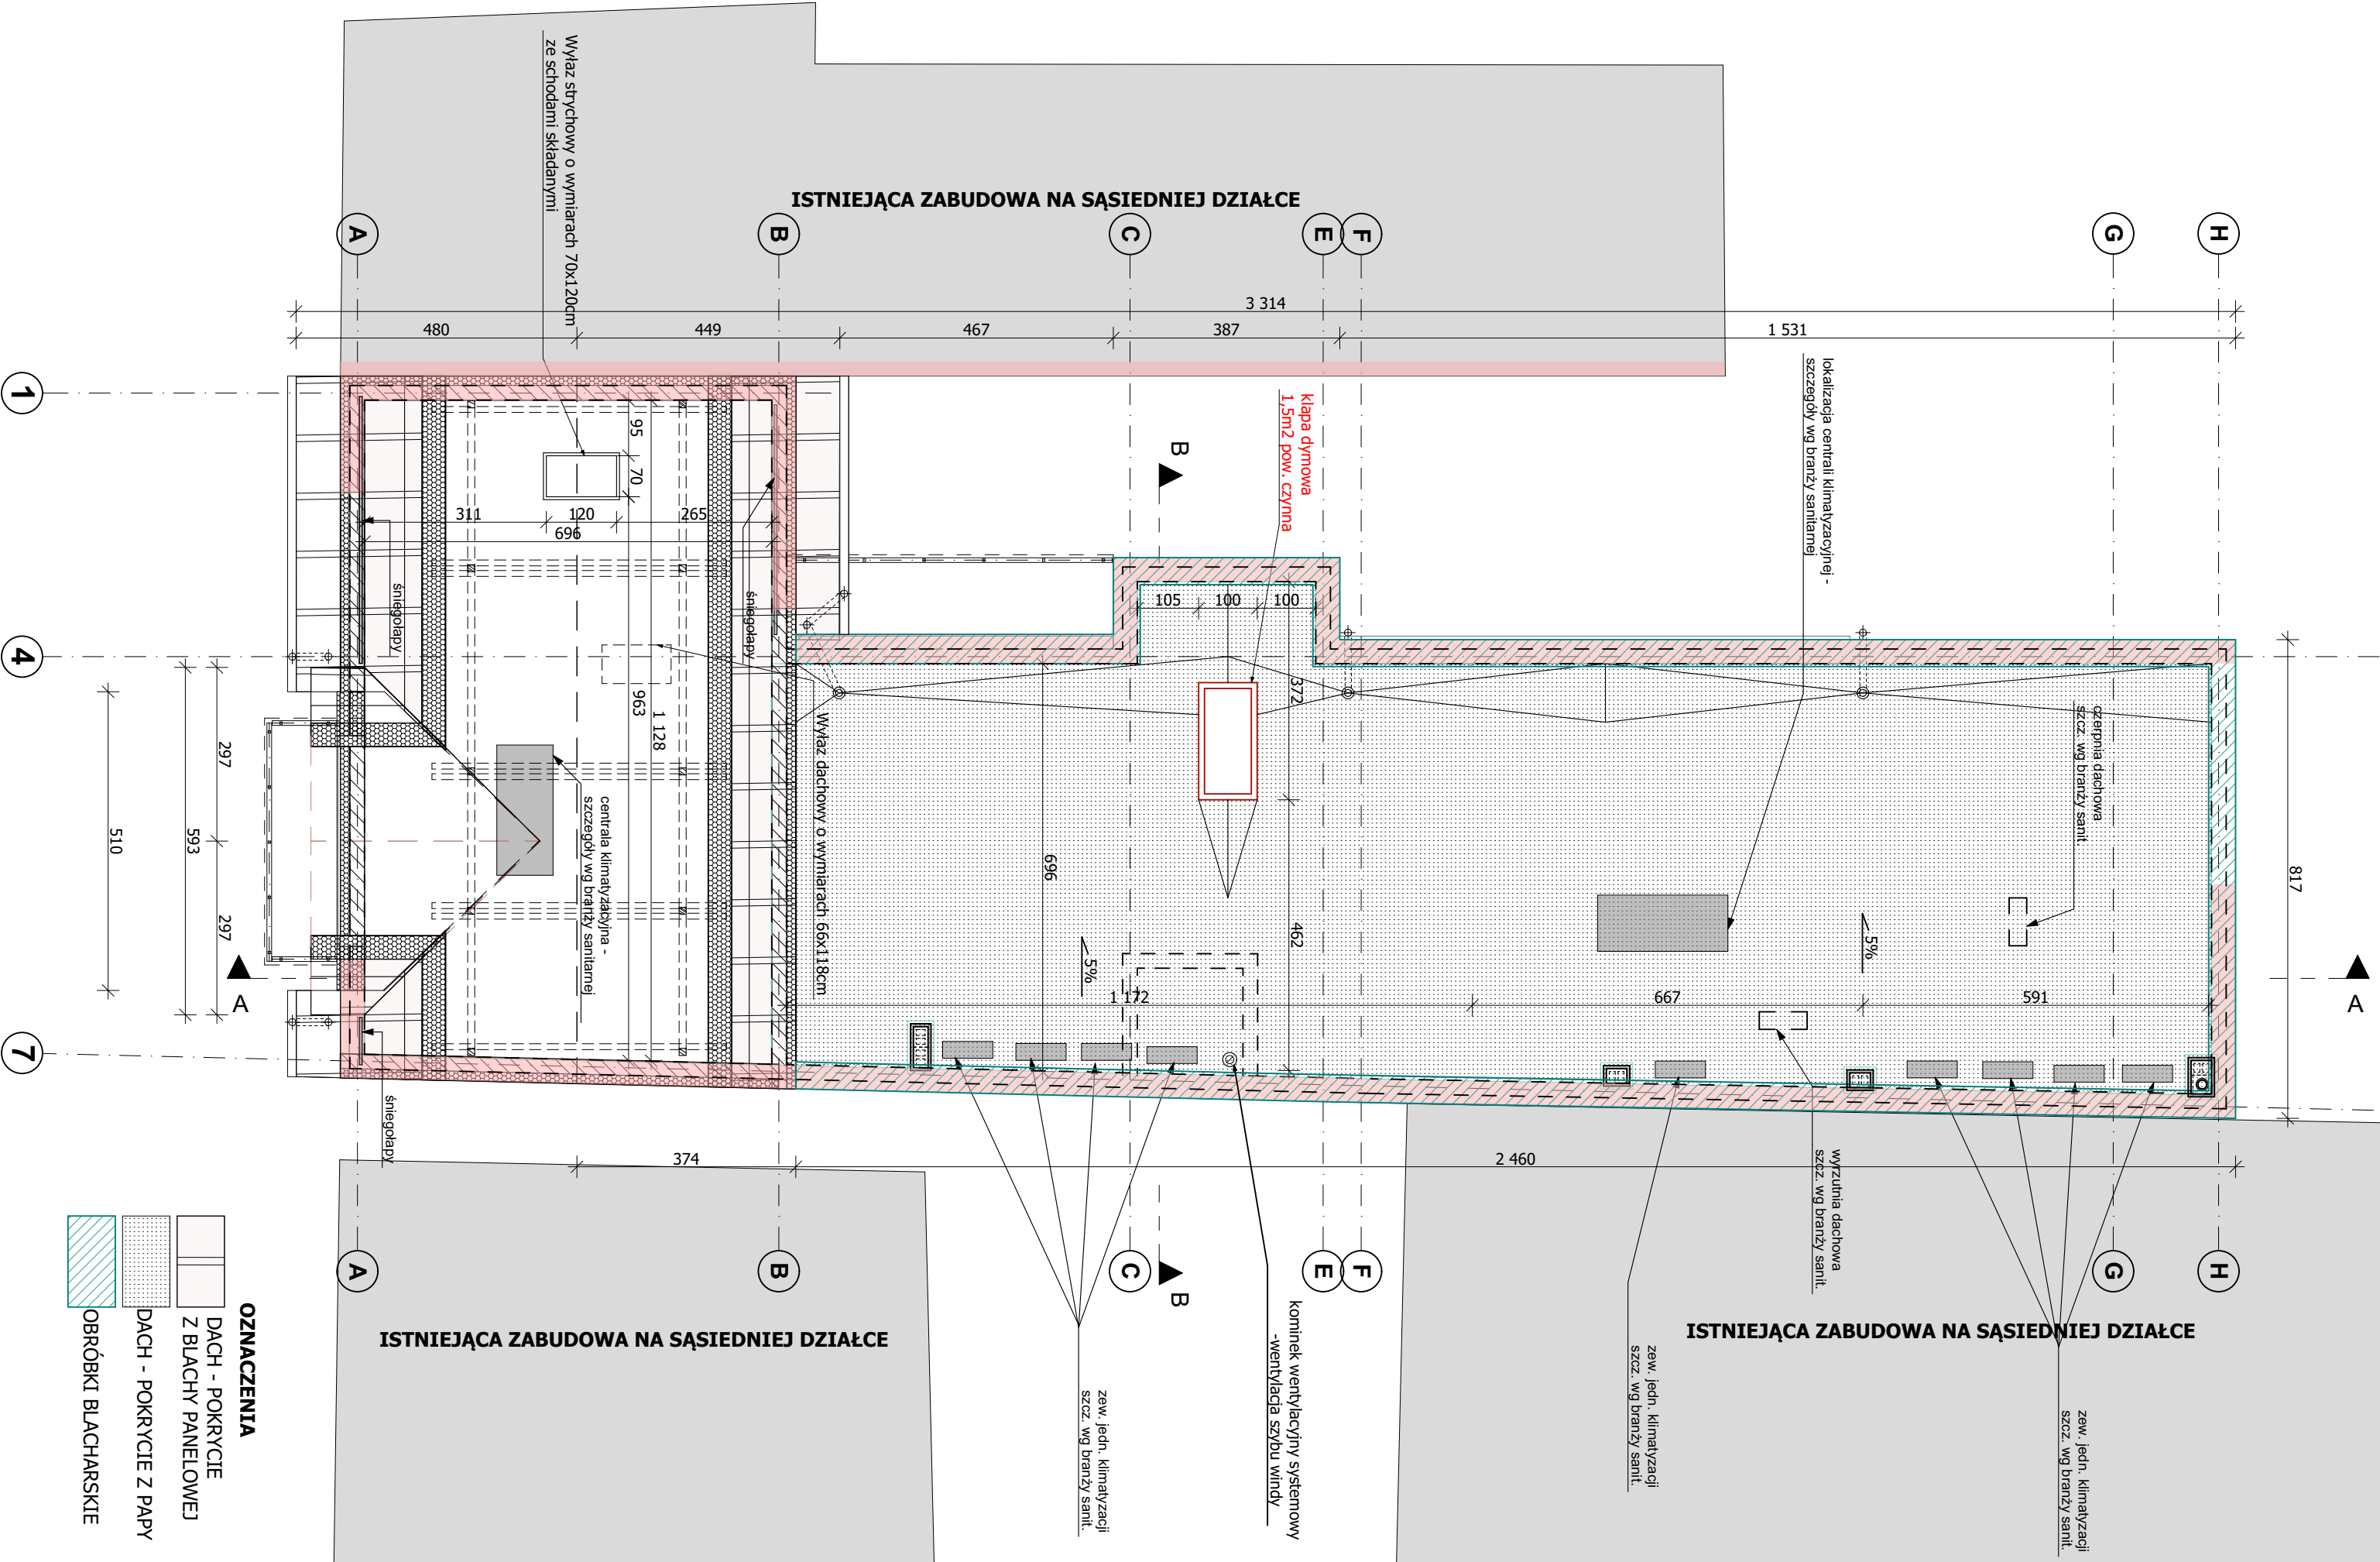 ISTNIEJĄCA ZABUDOWA NA SĄSIEDNIEJ DZIAŁCE
Wyłaz strychowy o wymiarach 70x120cm
ze schodami składanymi
A
B
C
E
F
G
H
3 314
480
449
467
387
1 531
lokalizacja centrali klimatyzacyjnej -
szczegóły wg branży sanitarnej
klapa dymowa
1,5m2 pow. czynna
1
4
7
B
95
70
311
120
265
696
śniegołapy
śniegołapy
105
100
100
372
963
1 128
696
462
817
297
593
510
297
Wyłaz dachowy o wymiarach 66x118cm
centrala klimatyzacyjna -
szczegóły wg branży sanitarnej
czerpnia dachowa
szcz. wg branży sanit.
5%
5%
A
A
1 172
667
591
śniegołapy
374
2 460
wyrzutnia dachowa
szcz. wg branży sanit.
A
B
C
E
F
G
H
B
kominek wentylacyjny systemowy
-wentylacja szybu windy
ISTNIEJĄCA ZABUDOWA NA SĄSIEDNIEJ DZIAŁCE
ISTNIEJĄCA ZABUDOWA NA SĄSIEDNIEJ DZIAŁCE
zew. jedn. klimatyzacji
szcz. wg branży sanit.
zew. jedn. klimatyzacji
szcz. wg branży sanit.
zew. jedn. klimatyzacji
szcz. wg branży sanit.
OZNACZENIA
DACH - POKRYCIE
Z BLACHY PANELOWEJ
DACH - POKRYCIE Z PAPY
OBRÓBKI BLACHARSKIE